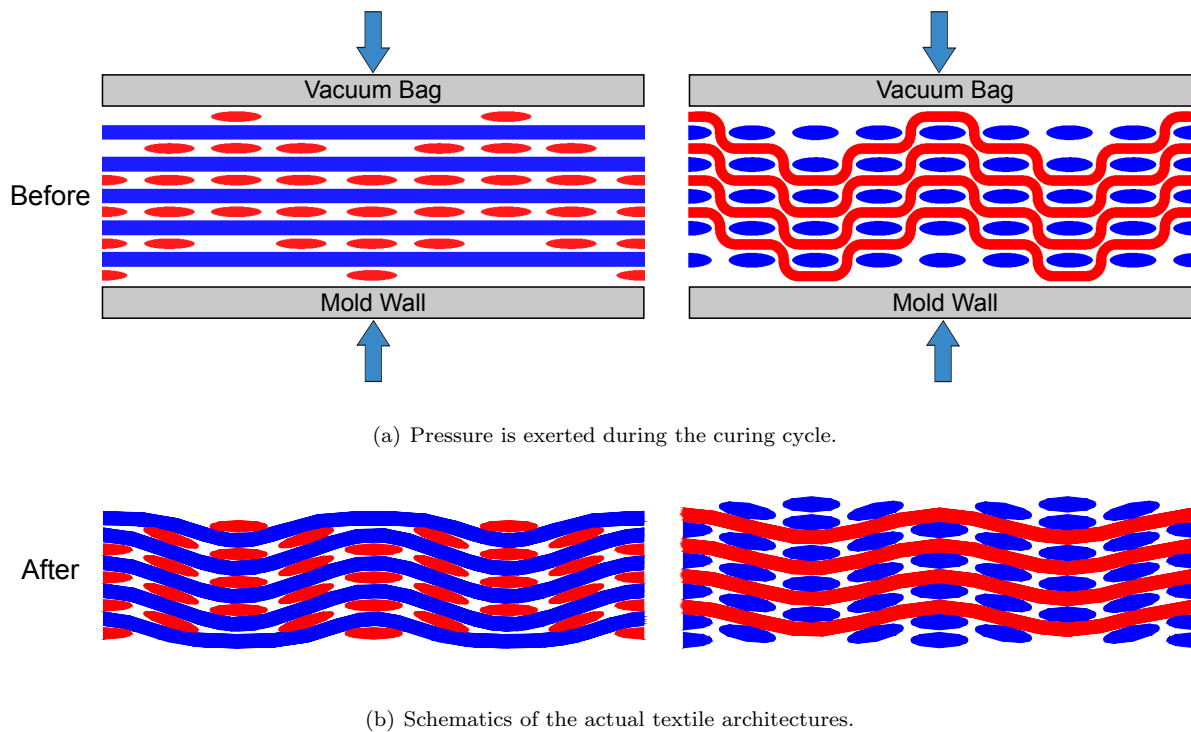 Vacuum Bag
Vacuum Bag
Before
Mold Wall
Mold Wall
(a) Pressure is exerted during the curing cycle.
After
(b) Schematics of the actual textile architectures.